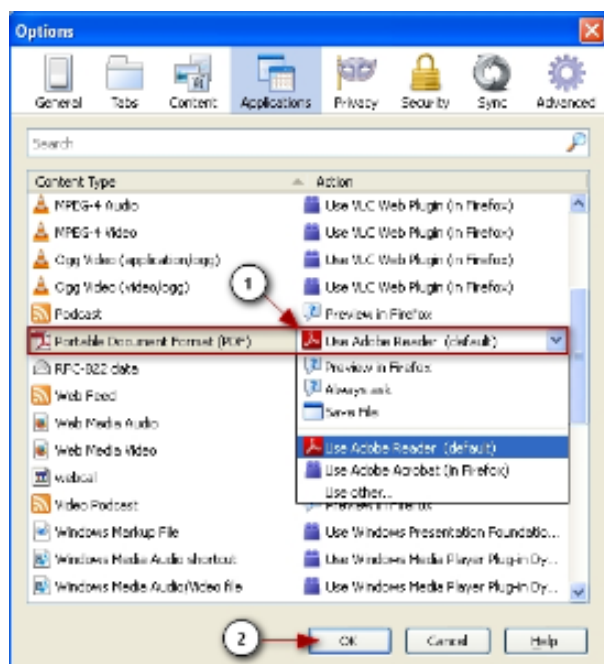 Options
General Tabs Content Applications Privacy Security Sync Advanced
Search
Content Type Action
MPEG-4 Audio Use VLC Web Plugin (in Firefox)
MPEG-4 Video Use VLC Web Plugin (in Firefox)
Ogg Video (application/ogg) Use VLC Web Plugin (in Firefox)
Ogg Video (video/ogg) Use VLC Web Plugin (in Firefox)
1
Podcast Preview in Firefox
Portable Document Format (PDF) Use Adobe Reader (default)
RFC-822 data Preview in Firefox
Web Feed Always ask
Web Media Audio Save File
Web Media Video Use Adobe Reader (default)
webcal Use Adobe Acrobat (in Firefox)
Use other...
Video Podcast Preview in Firefox
Windows Markup File Use Windows Presentation Foundatio...
Windows Media Audio shortcut Use Windows Media Player Plug-in Dy...
Windows Media Audio/Video file Use Windows Media Player Plug-in Dy...
2 OK Cancel Help